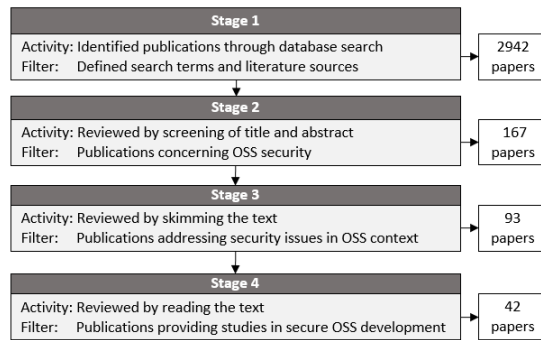 Stage 1
Activity: Identified publications through database search
Filter: Defined search terms and literature sources
2942
papers
Stage 2
Activity: Reviewed by screening of title and abstract
Filter: Publications concerning OSS security
167
papers
Stage 3
Activity: Reviewed by skimming the text
Filter: Publications addressing security issues in OSS context
93
papers
Stage 4
Activity: Reviewed by reading the text
Filter: Publications providing studies in secure OSS development
42
papers